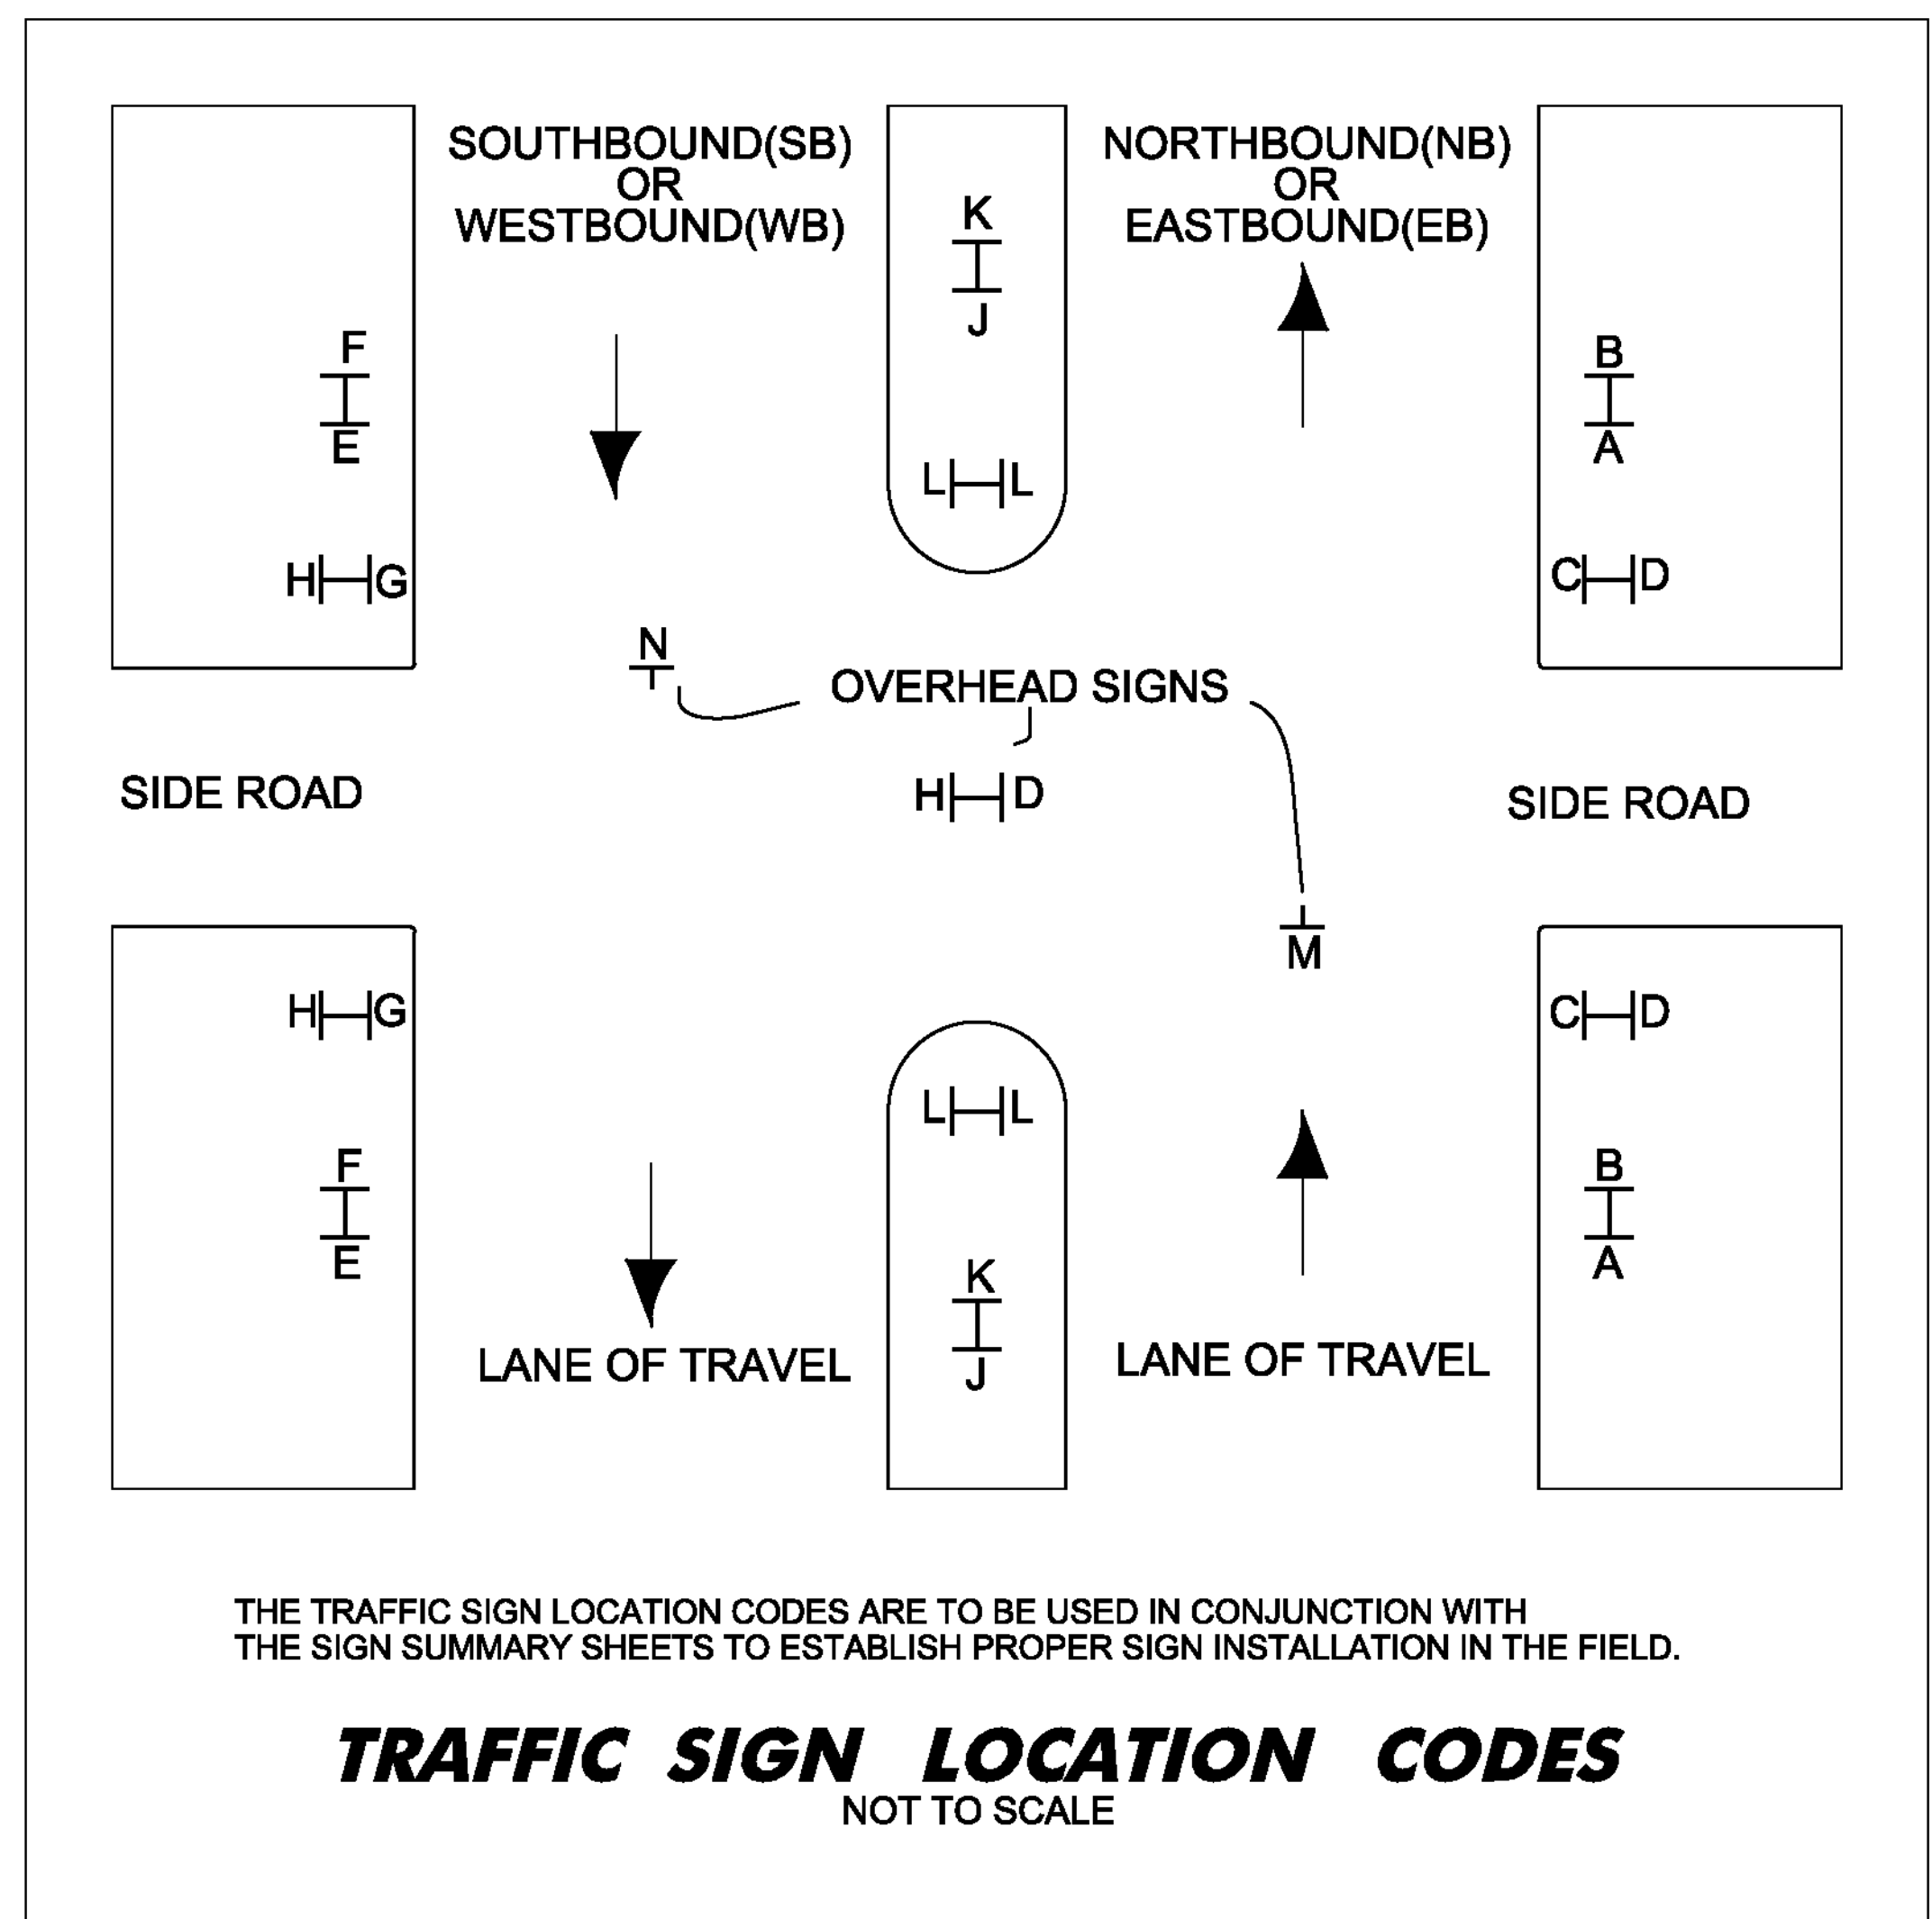 SOUTHBOUND(SB)
OR
WESTBOUND(WB)
NORTHBOUND(NB)
OR
EASTBOUND(EB)
K
J
F
E
B
A
L L
H G
C D
N
OVERHEAD SIGNS
SIDE ROAD
H D
SIDE ROAD
M
H G
C D
L L
F
E
B
A
K
J
LANE OF TRAVEL
LANE OF TRAVEL
THE TRAFFIC SIGN LOCATION CODES ARE TO BE USED IN CONJUNCTION WITH
THE SIGN SUMMARY SHEETS TO ESTABLISH PROPER SIGN INSTALLATION IN THE FIELD.
TRAFFIC SIGN LOCATION CODES
NOT TO SCALE